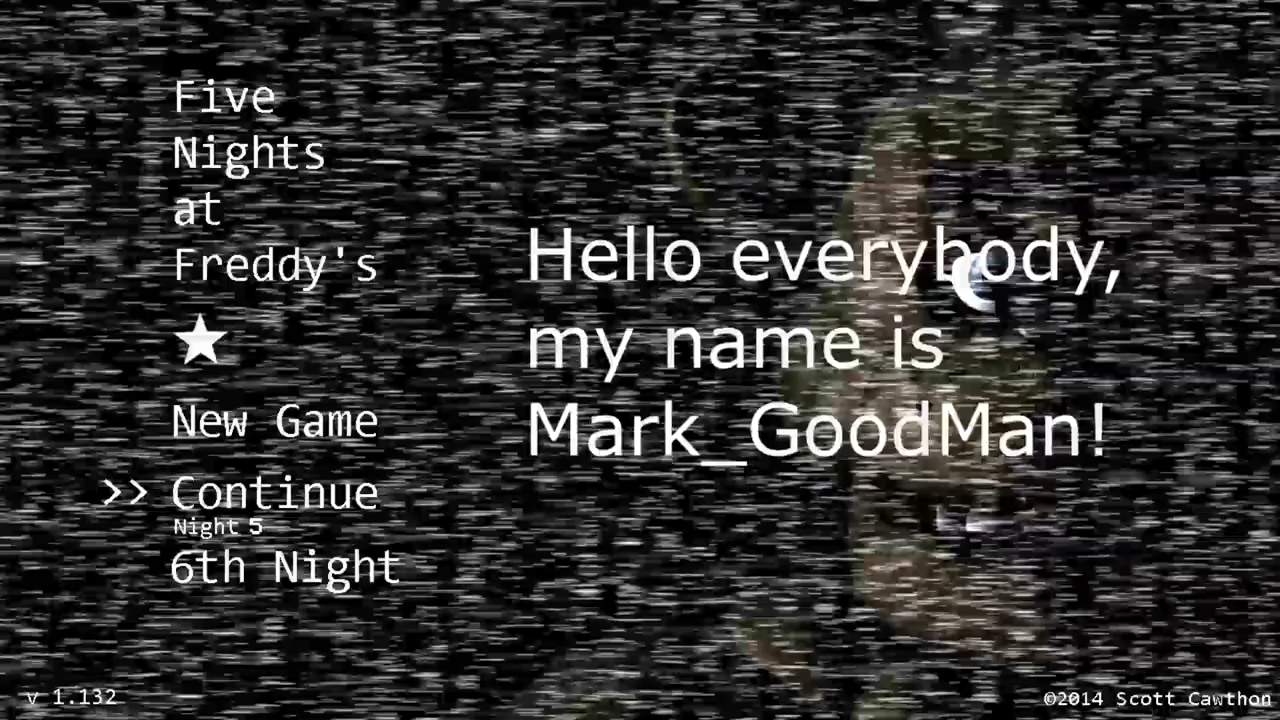 Five
Nights
at
Freddy's
Hello everybody,
my name is
Mark_GoodMan!
New Game
>> Continue
Night 5
6th Night
v 1.132
©2014 Scott Cawthon